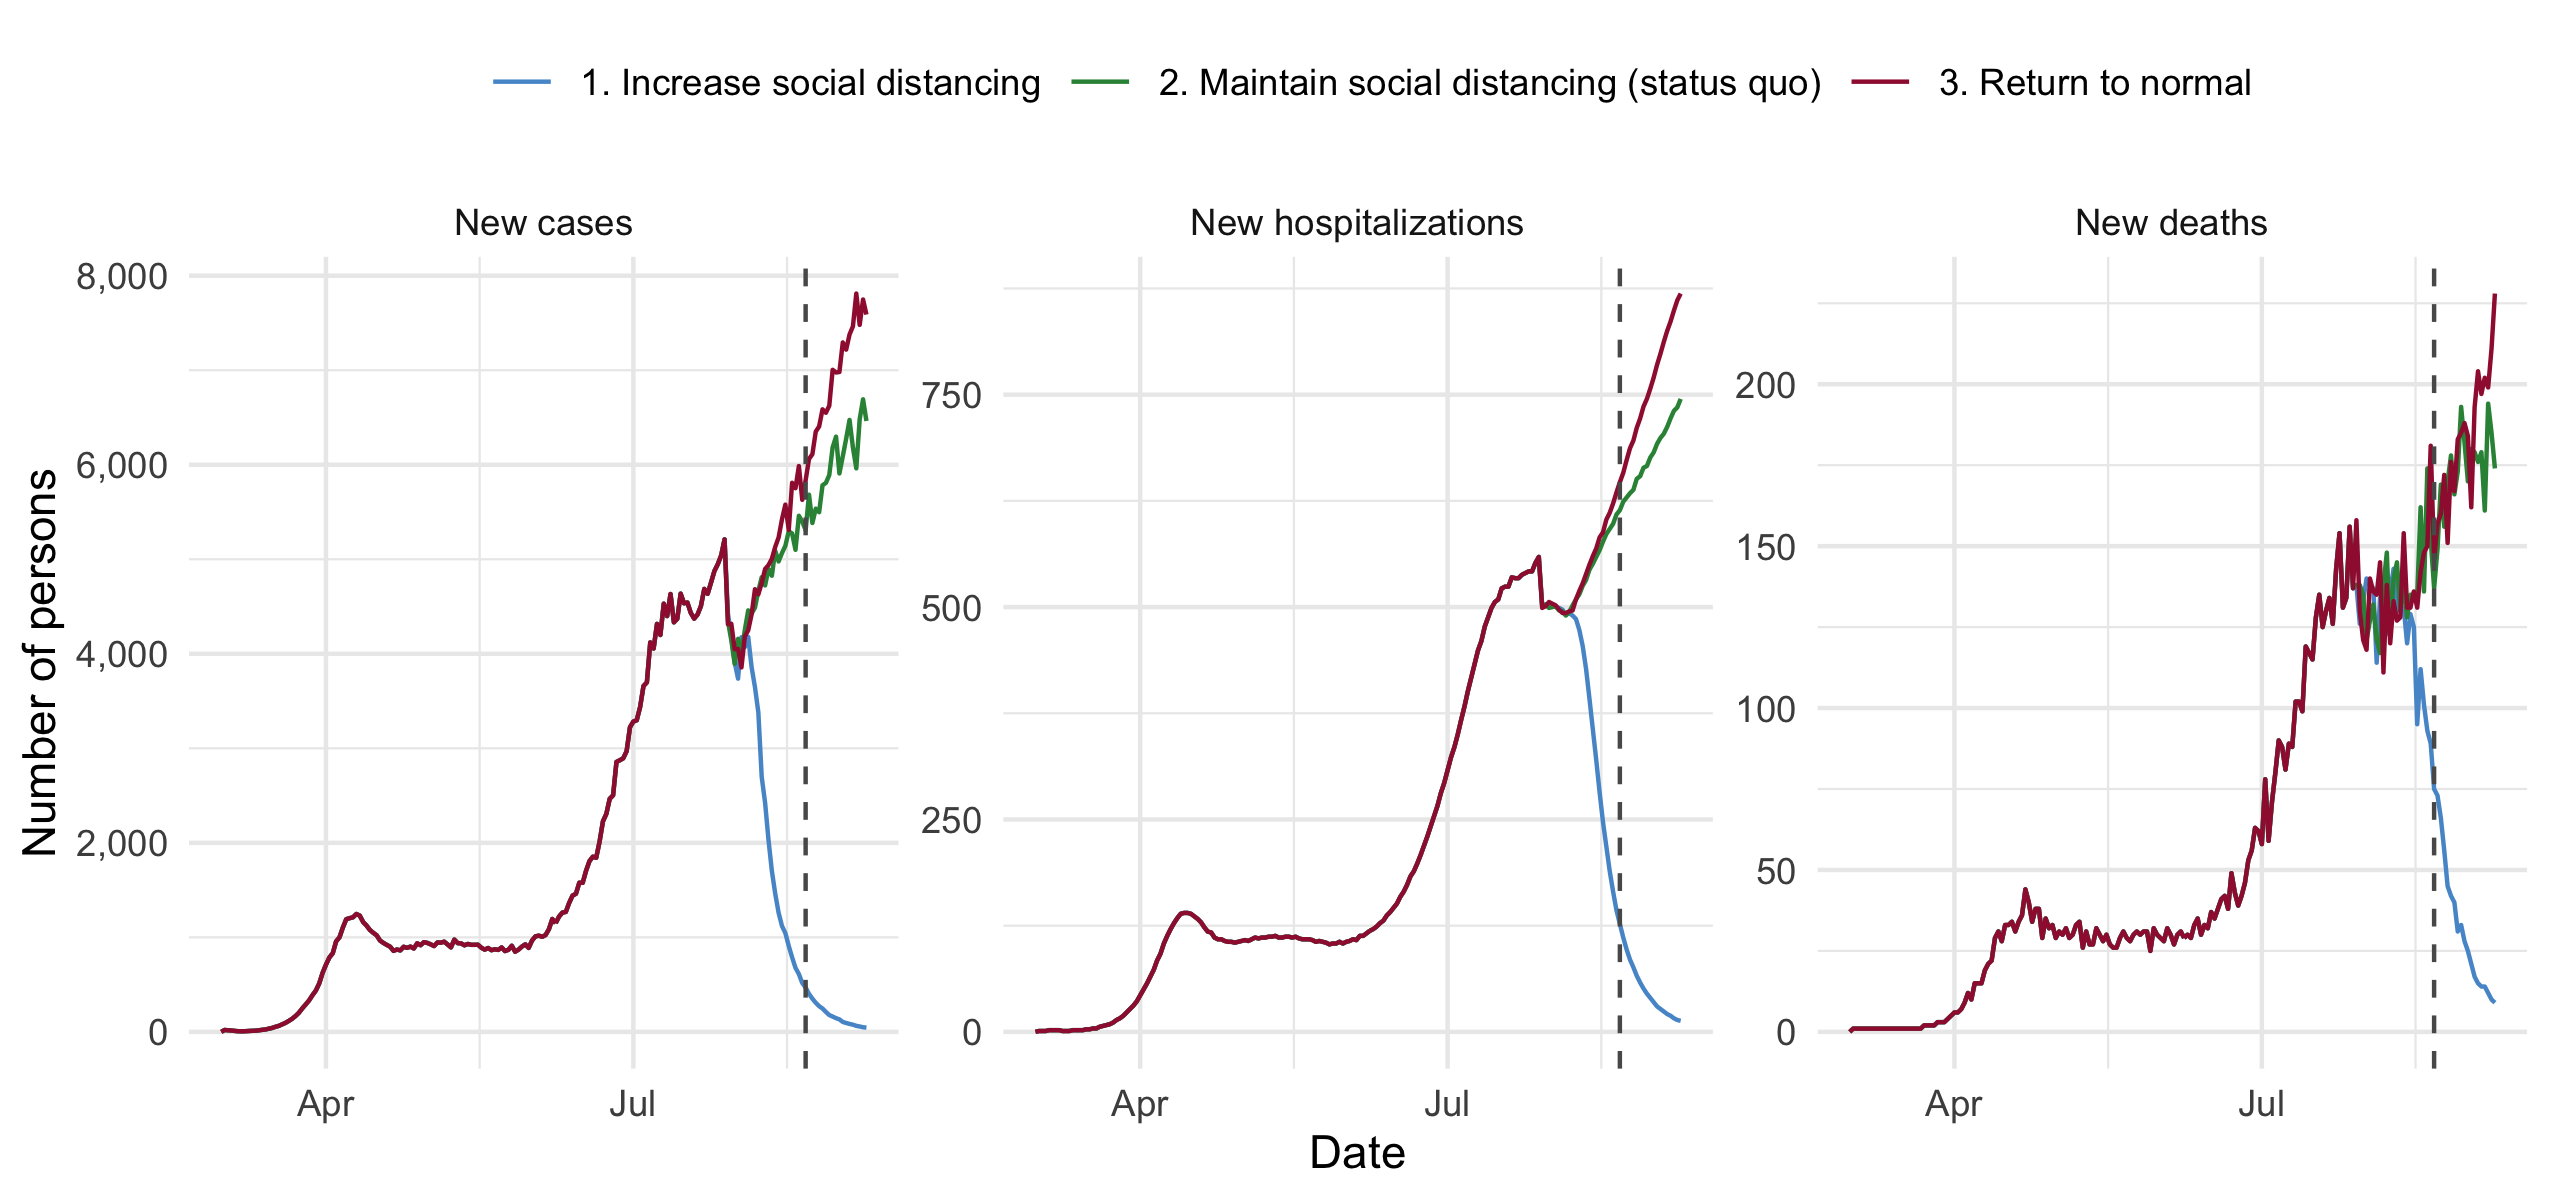 1. Increase social distancing 2. Maintain social distancing (status quo) 3. Return to normal
New cases New hospitalizations New deaths
Number of persons
8,000
6,000
4,000
2,000
0
750
500
250
0
200
150
100
50
0
Apr Jul Apr Jul Apr Jul
Date